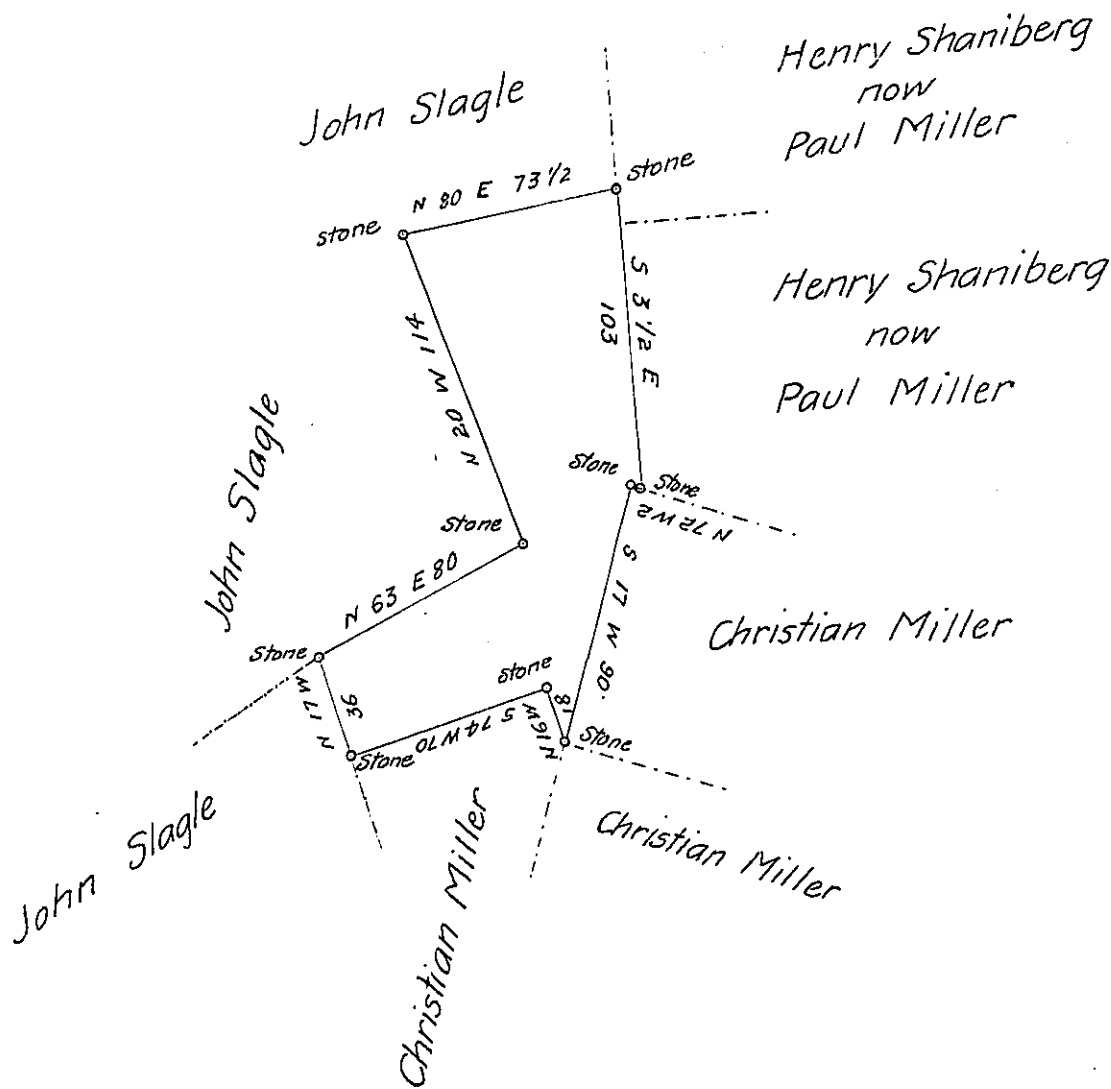 Henry Shaniberg
now
Paul Miller
John Slagle
N 80 E 73 1/2
stone
stone
S 3 1/2 E
103
Henry Shaniberg
now
Paul Miller
N 20 W 114
John Slagle
Stone
Stone
N 72 W 2
Stone
N 63 E 80
S 17 W 90
Christian Miller
Stone
Stone
N 17 W
36
S 74 W 70
N 16 W
18
Stone
Stone
John Slagle
Christian Miller
Christian Miller